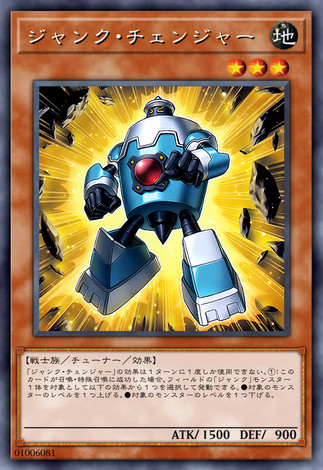 ジャンク・チェンジャー
地
【戦士族／チューナー／効果】
「ジャンク・チェンジャー」の効果は１ターンに１度しか使用できない。①：この
カードが召喚・特殊召喚に成功した場合、フィールドの「ジャンク」モンスター
１体を対象として以下の効果から１つを選択して発動できる。●対象のモンス
ターのレベルを１つ上げる。●対象のモンスターのレベルを１つ下げる。
ATK/1500 DEF/ 900
01006081